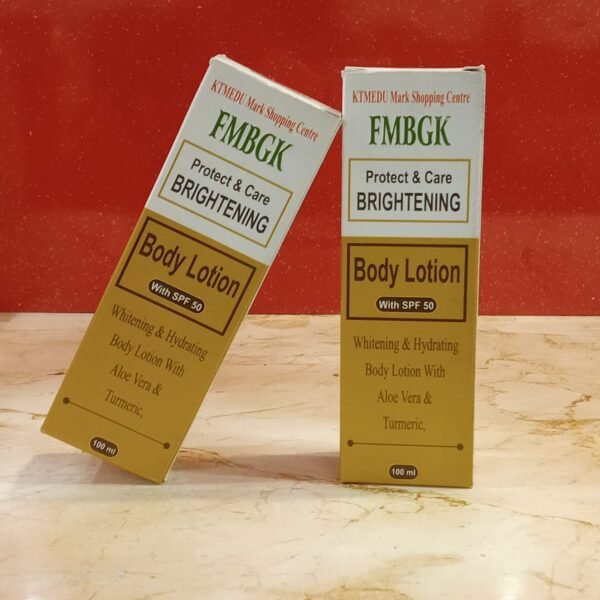 KTMEDU Mark Shopping Centre
FMBGK
Protect & Care
BRIGHTENING
Body Lotion
With SPF 50
Whitening & Hydrating
Body Lotion With
Aloe Vera &
Turmeric,
100 ml
KTMEDU Mark Shopping Centre
FMBGK
Protect & Care
BRIGHTENING
Body Lotion
With SPF 50
Whitening & Hydrating
Body Lotion With
Aloe Vera &
Turmeric,
100 ml